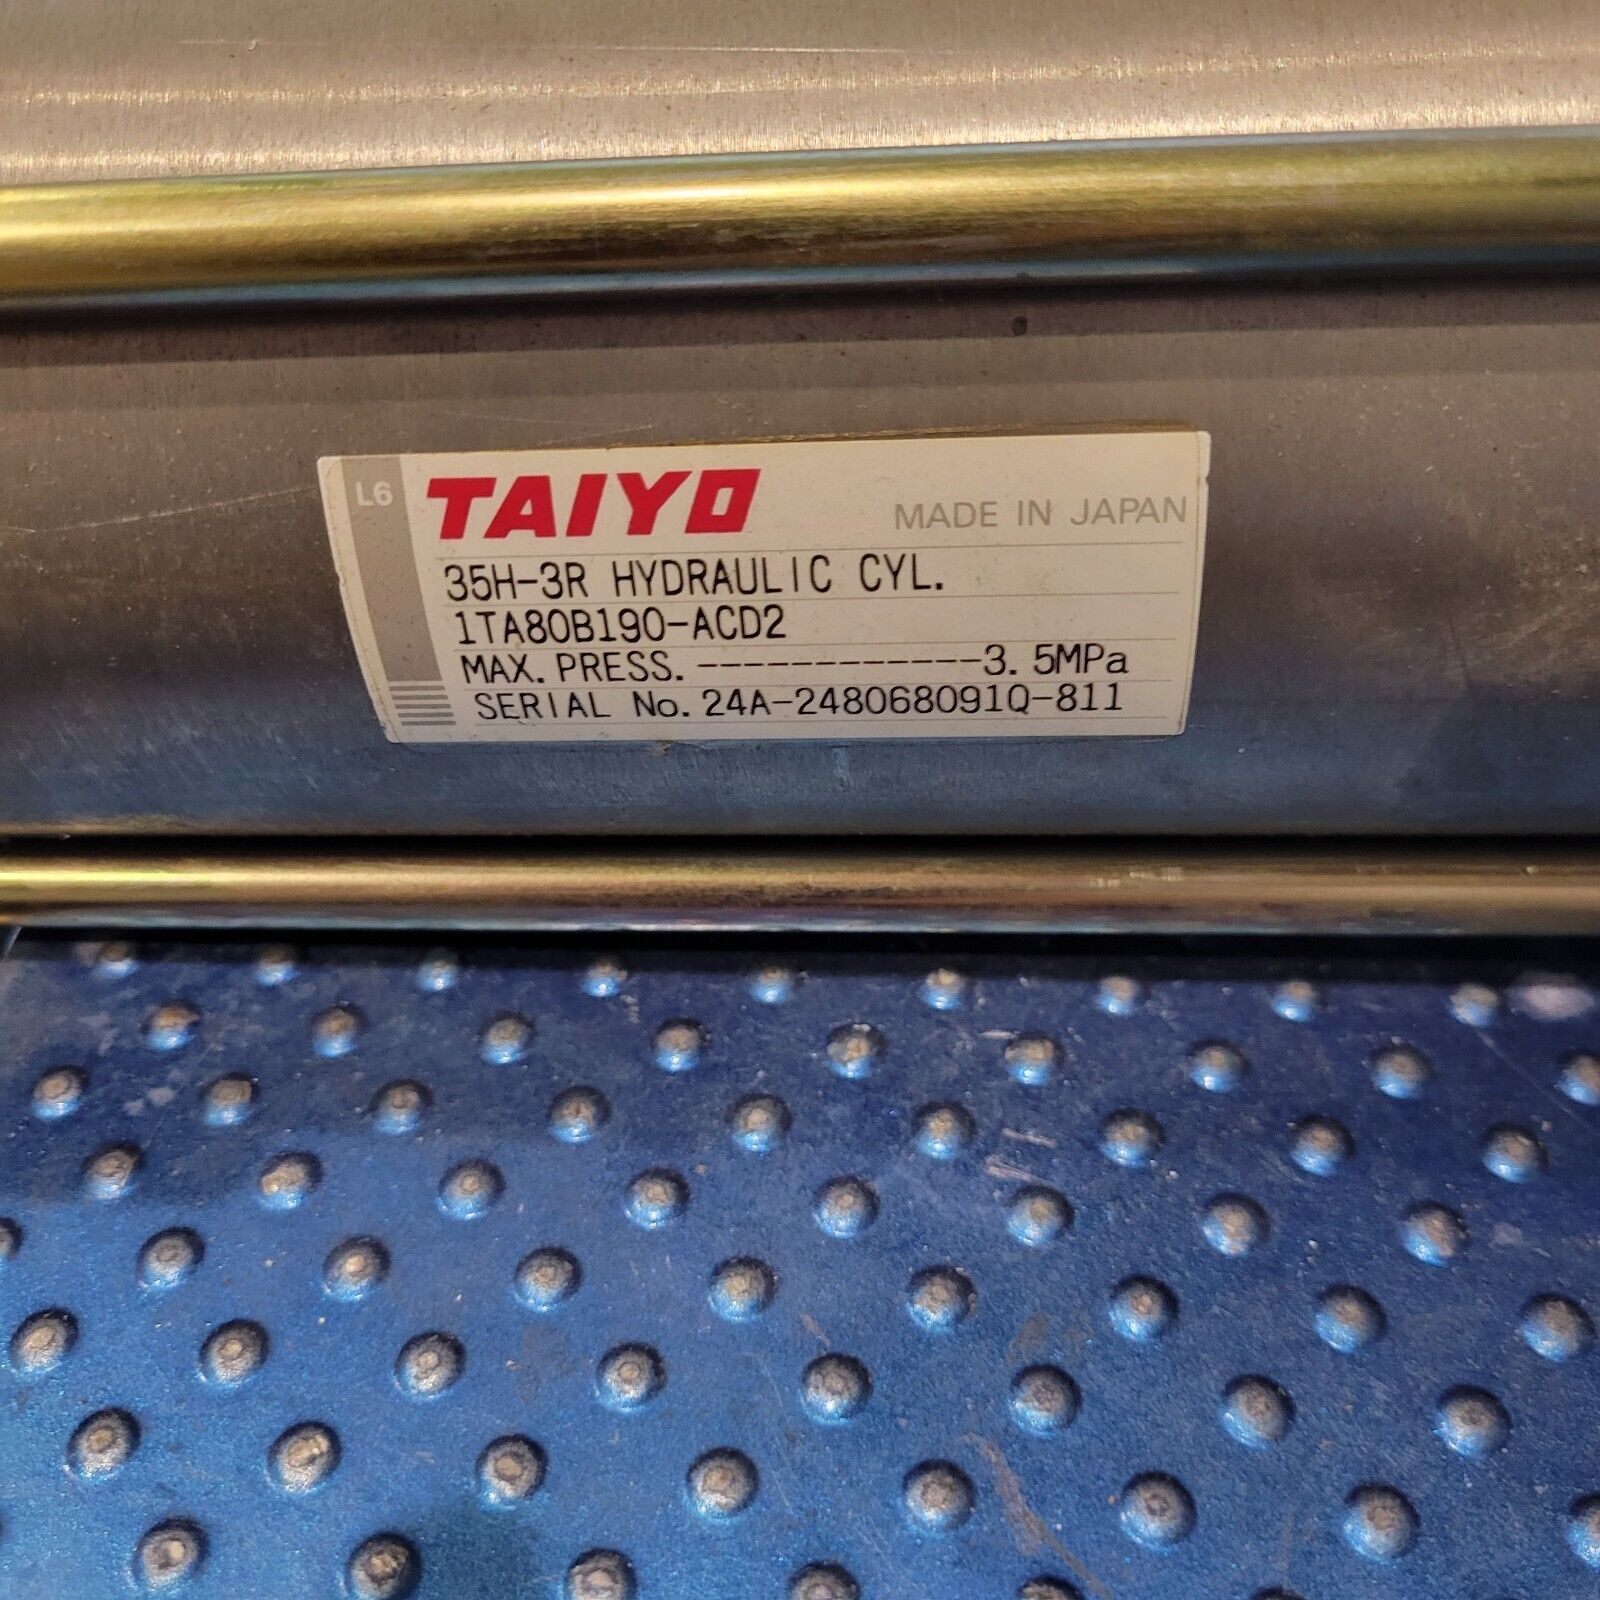 L6 TAIYO MADE IN JAPAN
35H-3R HYDRAULIC CYL.
1TA80B190-ACD2
MAX. PRESS. ------------3.5MPa
SERIAL No. 24A-248068091Q-811